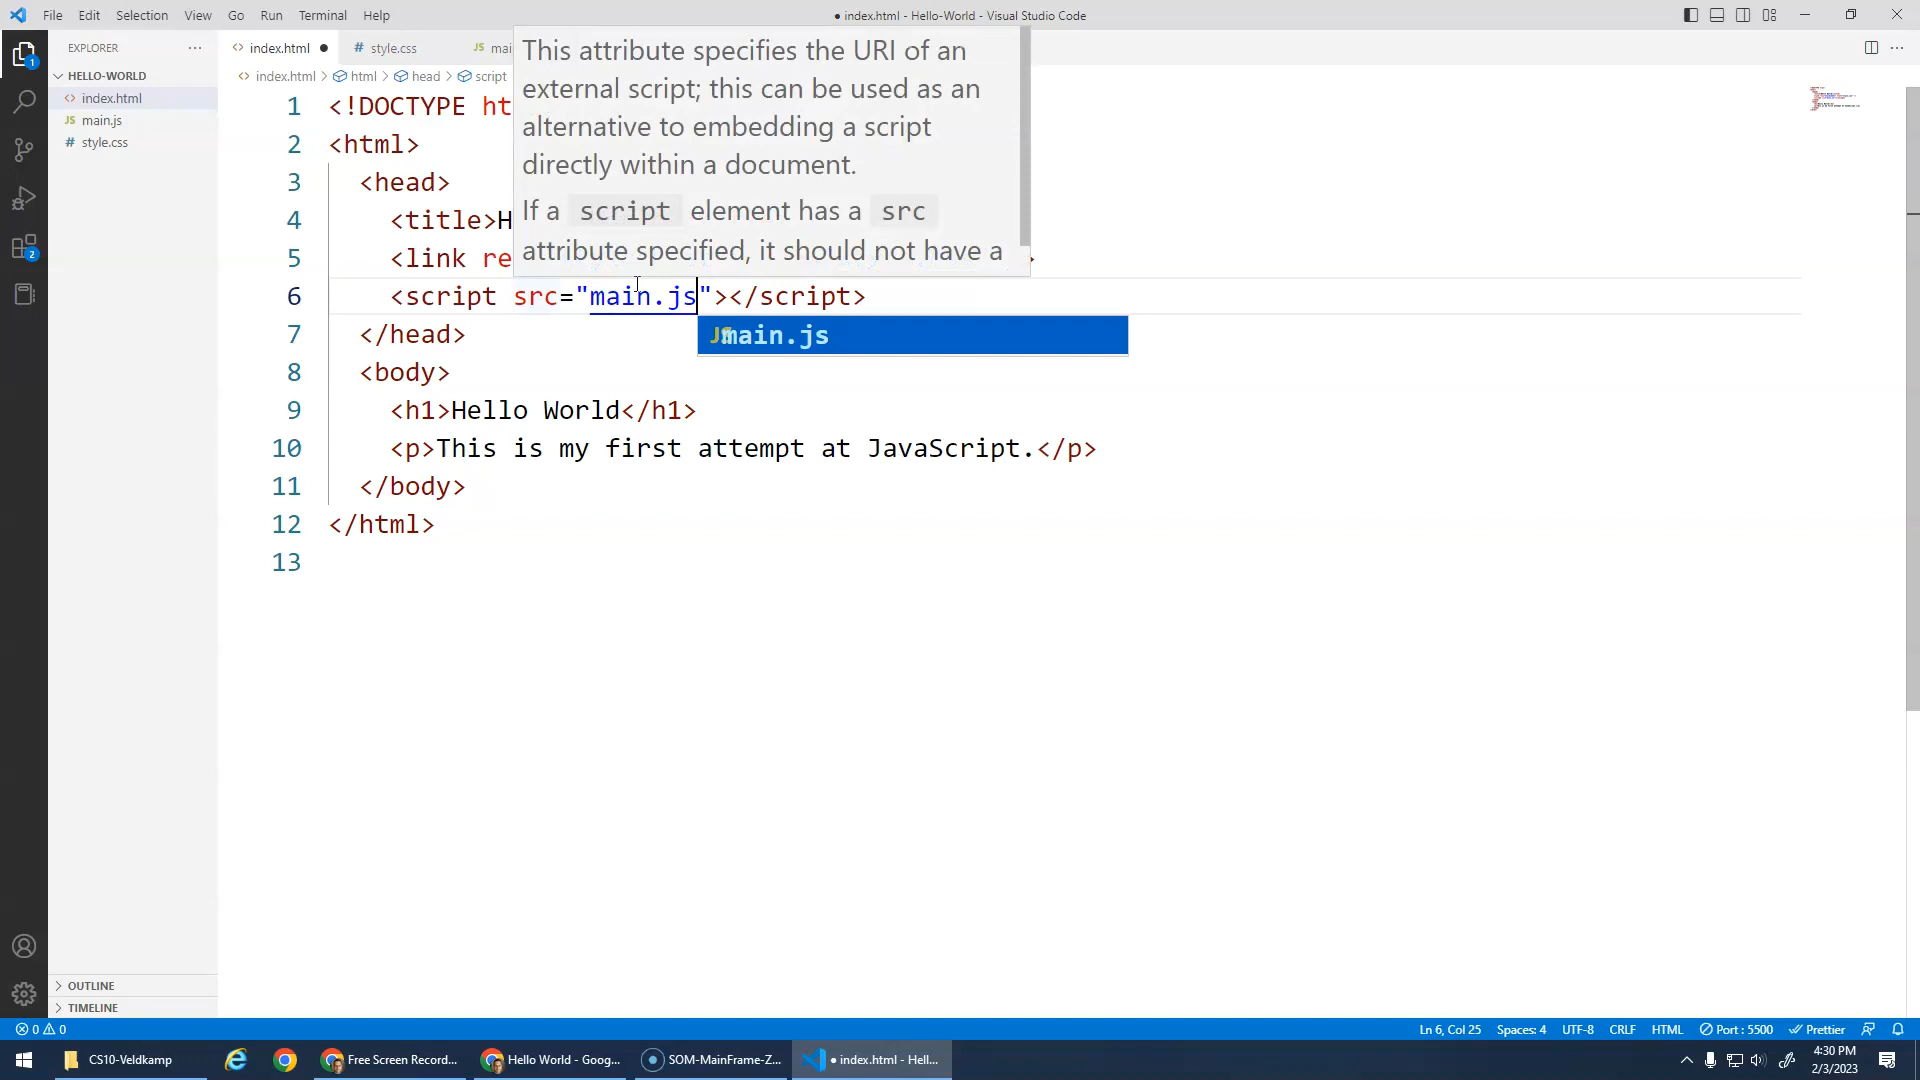 File Edit Selection View Go Run Terminal Help
● index.html - Hello-World - Visual Studio Code
EXPLORER
HELLO-WORLD
index.html
JS main.js
# style.css
OUTLINE
TIMELINE
1
2
index.html ●
# style.css
JS mai
index.html > html > head > script
1 <!DOCTYPE ht
2 <html>
3 <head>
4 <title>H
5 <link re
6 <script src="main.js"></script>
7 </head>
8 <body>
9 <h1>Hello World</h1>
10 <p>This is my first attempt at JavaScript.</p>
11 </body>
12 </html>
13
This attribute specifies the URI of an
external script; this can be used as an
alternative to embedding a script
directly within a document.
If a script element has a src
attribute specified, it should not have a
JS main.js
0 0
Ln 6, Col 25 Spaces: 4 UTF-8 CRLF HTML Port : 5500 Prettier
CS10-Veldkamp
Free Screen Record...
Hello World - Goog...
SOM-MainFrame-Z...
● index.html - Hell...
4:30 PM
2/3/2023